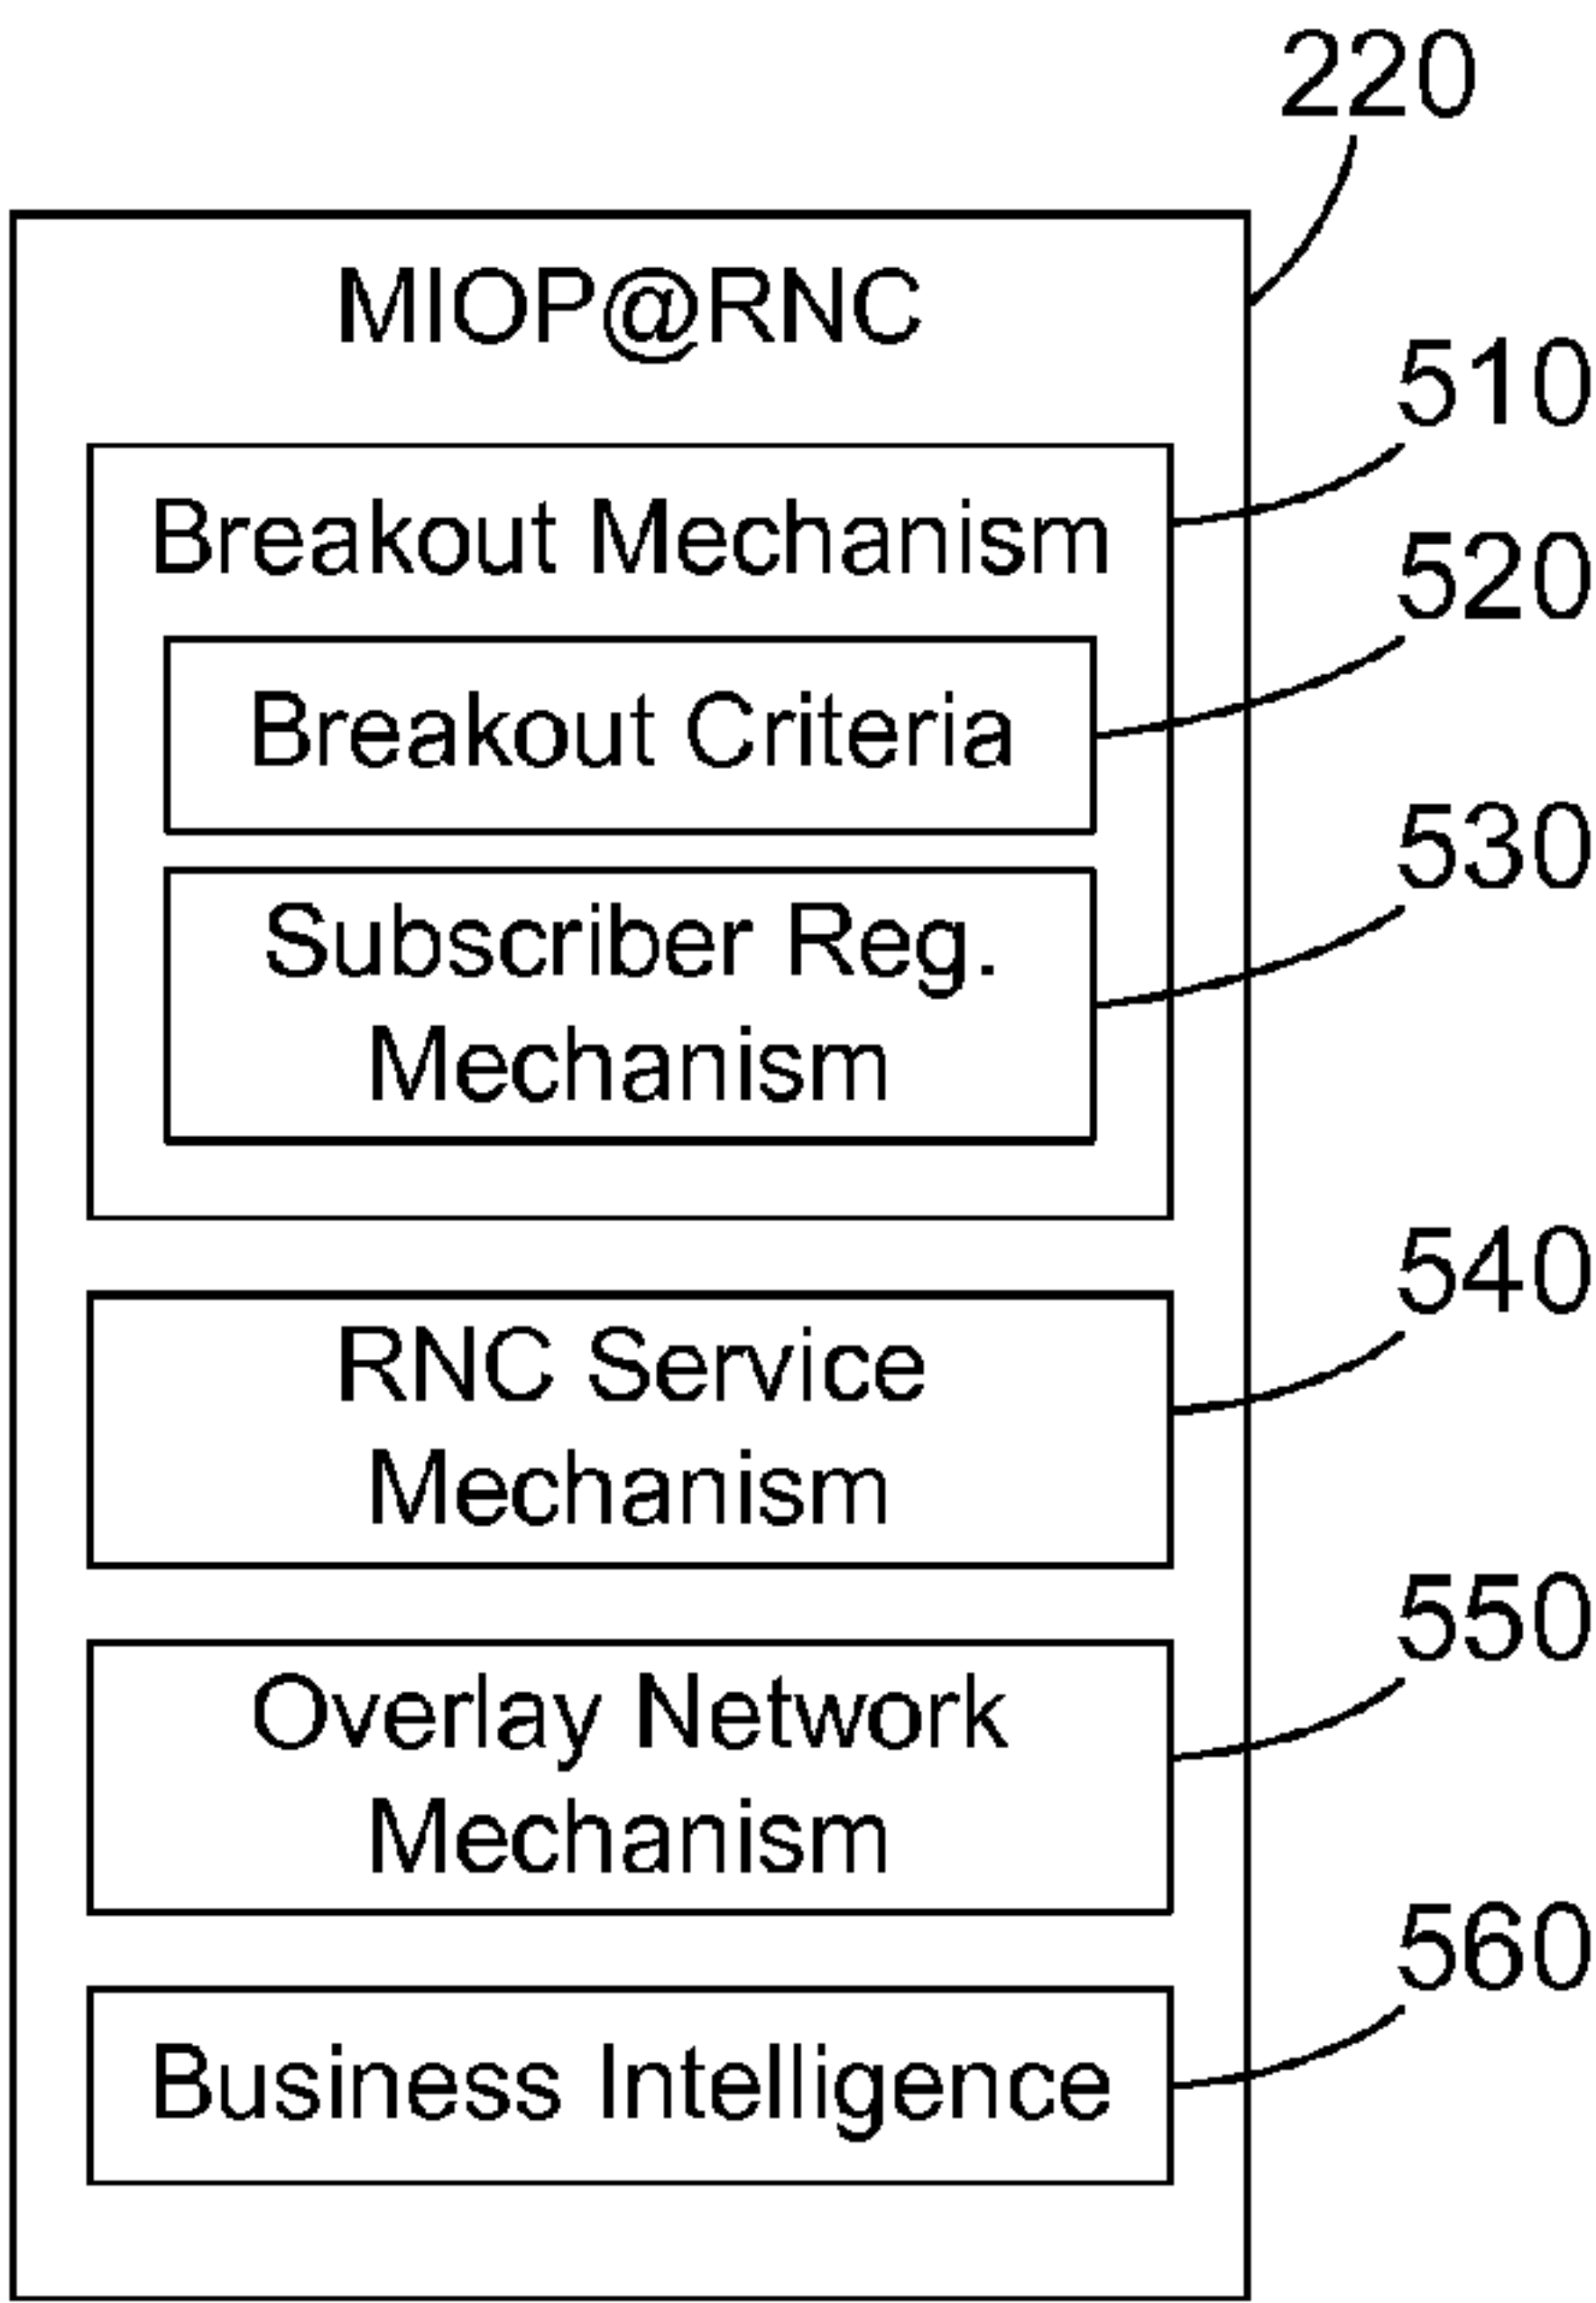 220
MIOP@RNC
510
Breakout Mechanism
520
Breakout Criteria
530
Subscriber Reg.
Mechanism
540
RNC Service
Mechanism
550
Overlay Network
Mechanism
560
Business Intelligence